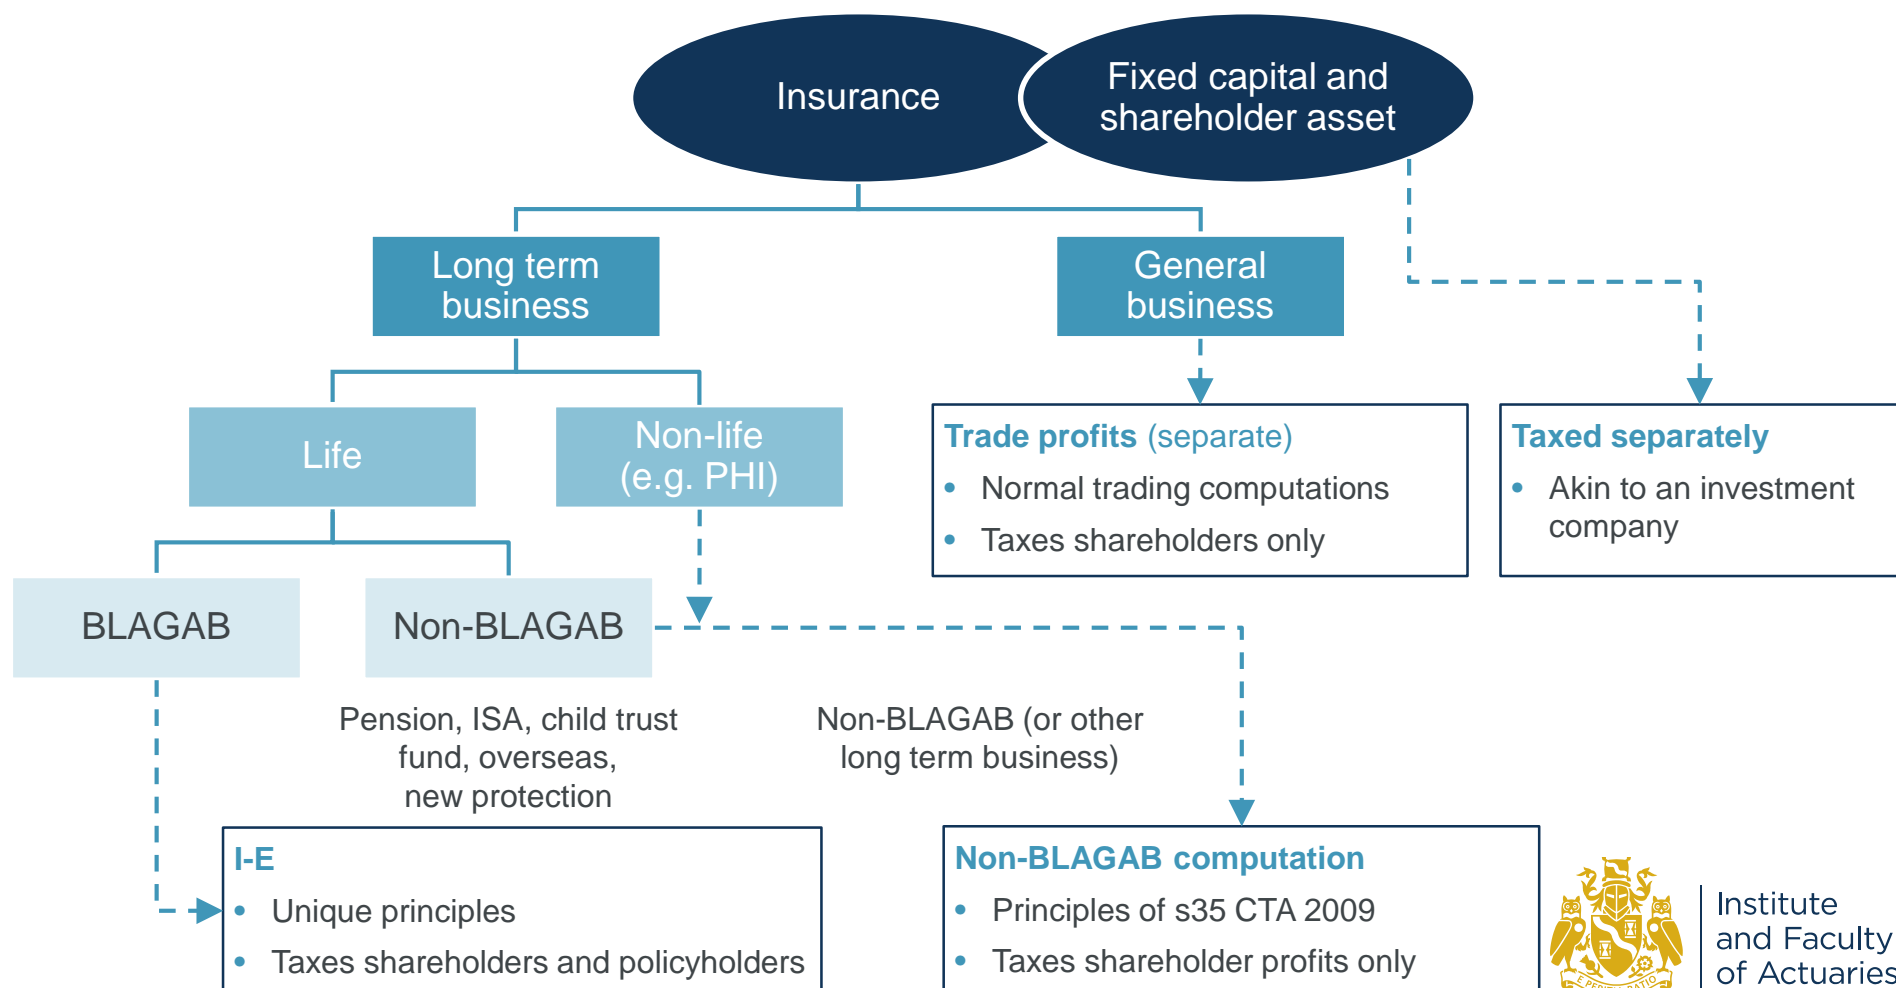 Insurance
Fixed capital and
shareholder asset
Long term
business
General
business
Life
Non-life
(e.g. PHI)
Trade profits (separate)
• Normal trading computations
• Taxes shareholders only
Taxed separately
• Akin to an investment
company
BLAGAB
Non-BLAGAB
Pension, ISA, child trust
fund, overseas,
new protection
Non-BLAGAB (or other
long term business)
I-E
• Unique principles
• Taxes shareholders and policyholders
Non-BLAGAB computation
• Principles of s35 CTA 2009
• Taxes shareholder profits only
Institute
and Faculty
of Actuaries